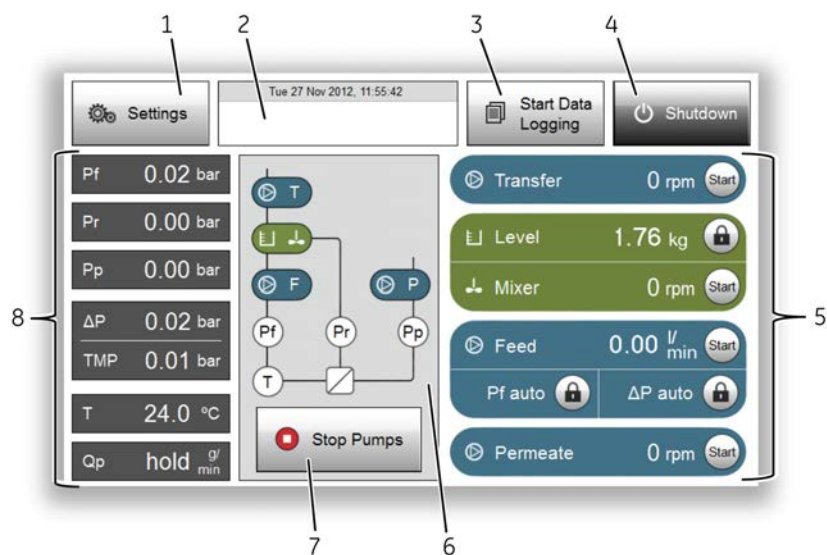 1
2
3
4
Tue 27 Nov 2012, 11:55:42
Settings
Start Data
Logging
Shutdown
Pf 0.02 bar
Pr 0.00 bar
Pp 0.00 bar
ΔP 0.02 bar
TMP 0.01 bar
T 24.0 ºC
Qp hold g/min
8
T
F
P
Pf
Pr
Pp
T
Stop Pumps
Transfer 0 rpm Start
Level 1.76 kg
Mixer 0 rpm Start
Feed 0.00 l/min Start
Pf auto
ΔP auto
Permeate 0 rpm Start
5
7
6